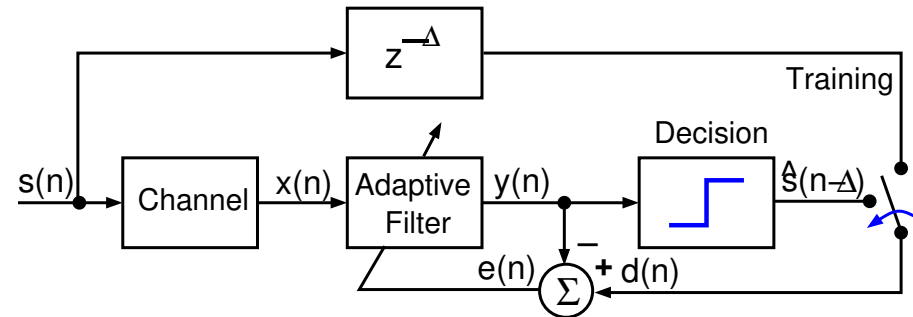 z^−Δ
Training
Decision
s(n)
Channel
x(n)
Adaptive
Filter
y(n)
ŝ(n−Δ)
−
e(n)
Σ
+
d(n)